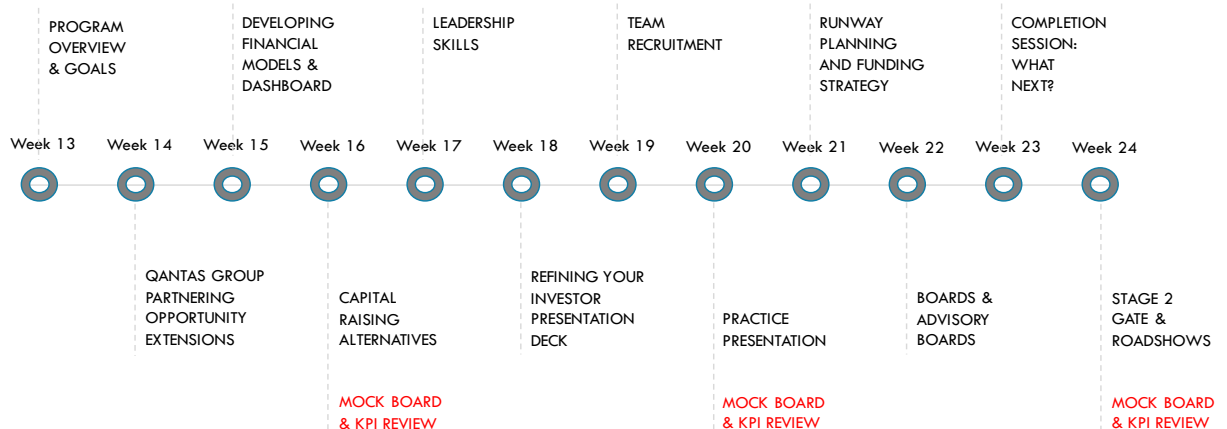 PROGRAM
OVERVIEW
& GOALS
DEVELOPING
FINANCIAL
MODELS &
DASHBOARD
LEADERSHIP
SKILLS
TEAM
RECRUITMENT
RUNWAY
PLANNING
AND FUNDING
STRATEGY
COMPLETION
SESSION:
WHAT
NEXT?
Week 13
Week 14
Week 15
Week 16
Week 17
Week 18
Week 19
Week 20
Week 21
Week 22
Week 23
Week 24
QANTAS GROUP
PARTNERING
OPPORTUNITY
EXTENSIONS
CAPITAL
RAISING
ALTERNATIVES
MOCK BOARD
& KPI REVIEW
REFINING YOUR
INVESTOR
PRESENTATION
DECK
PRACTICE
PRESENTATION
MOCK BOARD
& KPI REVIEW
BOARDS &
ADVISORY
BOARDS
STAGE 2
GATE &
ROADSHOWS
MOCK BOARD
& KPI REVIEW